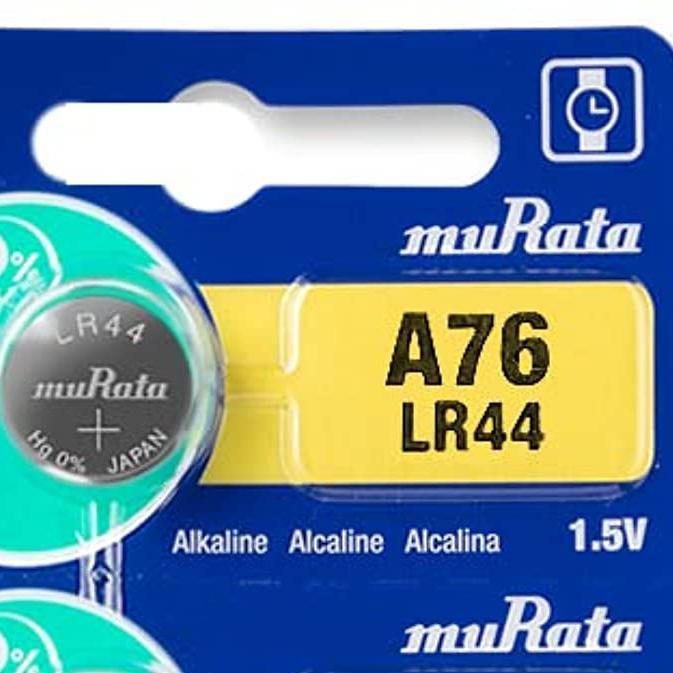 muRata
A76
LR44
LR44
muRata
+
Hg 0% JAPAN
Alkaline Alcaline Alcalina 1.5V
muRata